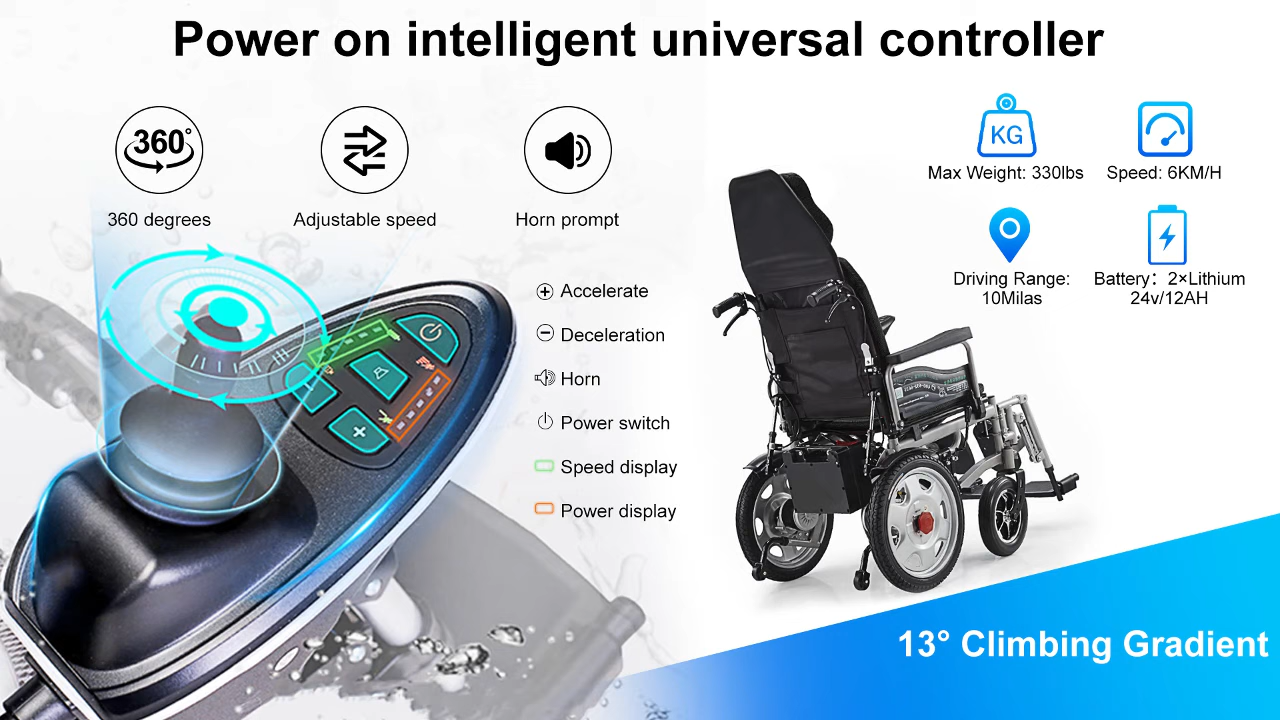 Power on intelligent universal controller
360°
360 degrees
Adjustable speed
Horn prompt
KG
Max Weight: 330lbs
Speed: 6KM/H
Driving Range:
10Milas
Battery：2×Lithium
24v/12AH
Accelerate
Deceleration
Horn
Power switch
Speed display
Power display
13° Climbing Gradient